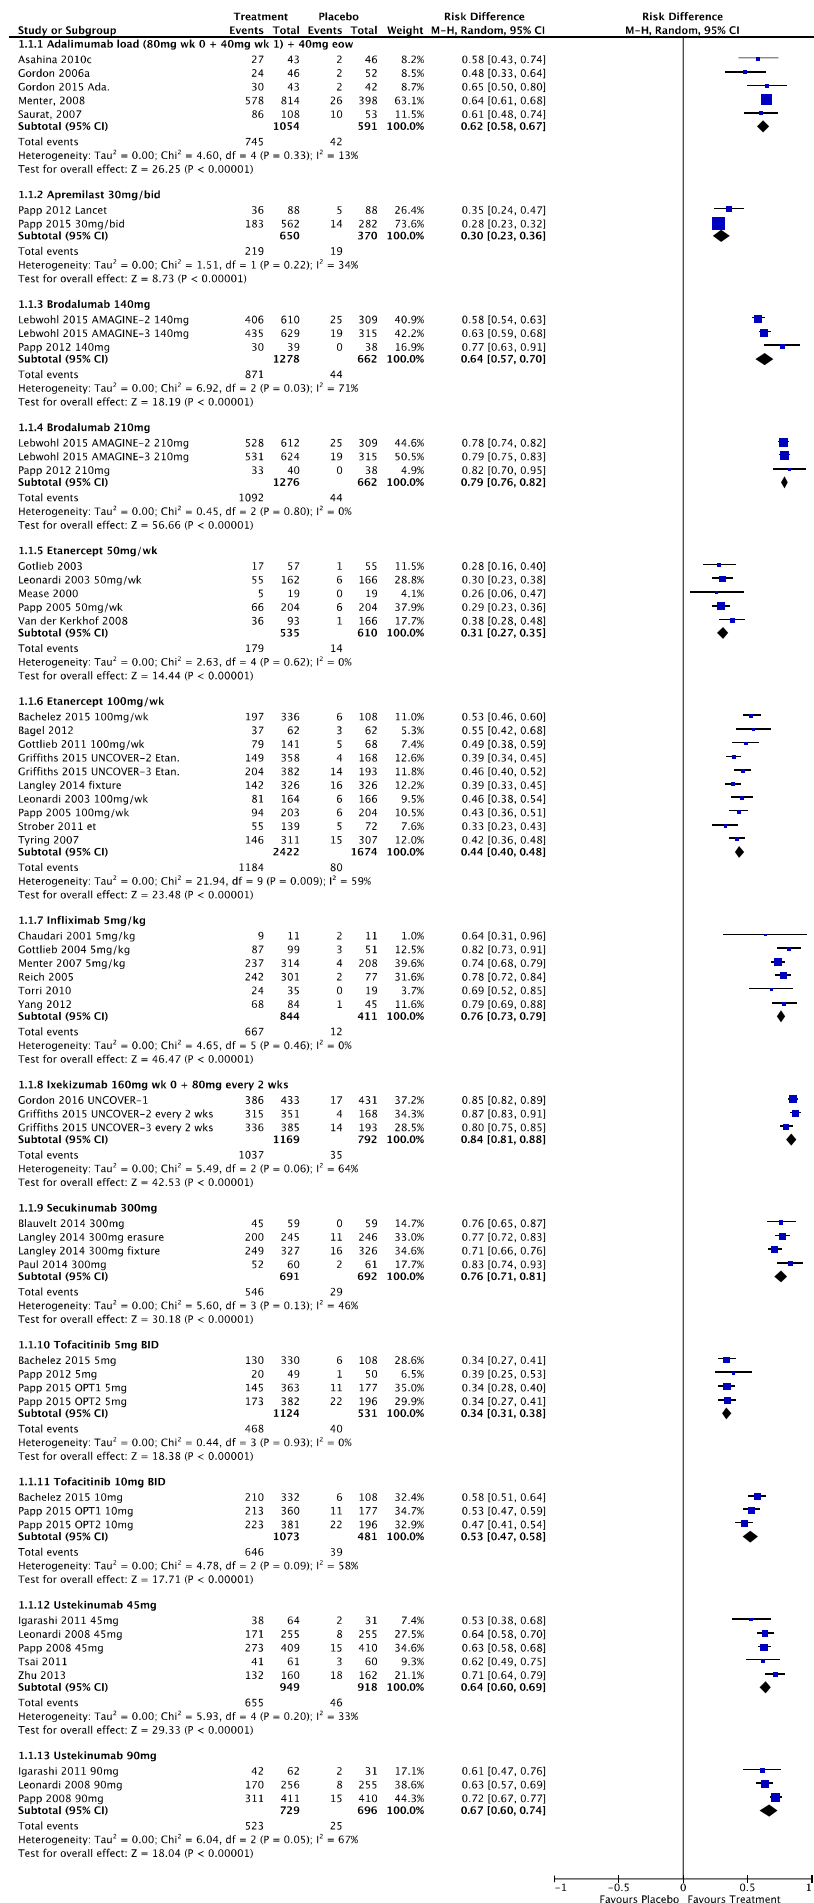 Treatment Placebo Risk Difference Risk Difference
Study or Subgroup Events Total Events Total Weight M-H, Random, 95% CI M-H, Random, 95% CI
1.1.1 Adalimumab load (80mg wk 0 + 40mg wk 1) + 40mg eow
Asahina 2010c 27 43 2 46 8.2% 0.58 [0.43, 0.74]
Gordon 2006a 24 46 2 52 8.5% 0.48 [0.33, 0.64]
Gordon 2015 Ada. 30 43 2 42 8.7% 0.65 [0.50, 0.80]
Menter, 2008 578 814 26 398 63.1% 0.64 [0.61, 0.68]
Saurat, 2007 86 108 10 53 11.5% 0.61 [0.48, 0.74]
Subtotal (95% CI) 1054 591 100.0% 0.62 [0.58, 0.67]
Total events 745 42
Heterogeneity: Tau² = 0.00; Chi² = 4.60, df = 4 (P = 0.33); I² = 13%
Test for overall effect: Z = 26.25 (P < 0.00001)
1.1.2 Apremilast 30mg/bid
Papp 2012 Lancet 36 88 5 88 26.4% 0.35 [0.24, 0.47]
Papp 2015 30mg/bid 183 562 14 282 73.6% 0.28 [0.23, 0.32]
Subtotal (95% CI) 650 370 100.0% 0.30 [0.23, 0.36]
Total events 219 19
Heterogeneity: Tau² = 0.00; Chi² = 1.51, df = 1 (P = 0.22); I² = 34%
Test for overall effect: Z = 8.73 (P < 0.00001)
1.1.3 Brodalumab 140mg
Lebwohl 2015 AMAGINE-2 140mg 406 610 25 309 40.9% 0.58 [0.54, 0.63]
Lebwohl 2015 AMAGINE-3 140mg 435 629 19 315 42.2% 0.63 [0.59, 0.68]
Papp 2012 140mg 30 39 0 38 16.9% 0.77 [0.63, 0.91]
Subtotal (95% CI) 1278 662 100.0% 0.64 [0.57, 0.70]
Total events 871 44
Heterogeneity: Tau² = 0.00; Chi² = 6.92, df = 2 (P = 0.03); I² = 71%
Test for overall effect: Z = 18.19 (P < 0.00001)
1.1.4 Brodalumab 210mg
Lebwohl 2015 AMAGINE-2 210mg 528 612 25 309 44.6% 0.78 [0.74, 0.82]
Lebwohl 2015 AMAGINE-3 210mg 531 624 19 315 50.5% 0.79 [0.75, 0.83]
Papp 2012 210mg 33 40 0 38 4.9% 0.82 [0.70, 0.95]
Subtotal (95% CI) 1276 662 100.0% 0.79 [0.76, 0.82]
Total events 1092 44
Heterogeneity: Tau² = 0.00; Chi² = 0.45, df = 2 (P = 0.80); I² = 0%
Test for overall effect: Z = 56.66 (P < 0.00001)
1.1.5 Etanercept 50mg/wk
Gotlieb 2003 17 57 1 55 11.5% 0.28 [0.16, 0.40]
Leonardi 2003 50mg/wk 55 162 6 166 28.8% 0.30 [0.23, 0.38]
Mease 2000 5 19 0 19 4.1% 0.26 [0.06, 0.47]
Papp 2005 50mg/wk 66 204 6 204 37.9% 0.29 [0.23, 0.36]
Van der Kerkhof 2008 36 93 1 166 17.7% 0.38 [0.28, 0.48]
Subtotal (95% CI) 535 610 100.0% 0.31 [0.27, 0.35]
Total events 179 14
Heterogeneity: Tau² = 0.00; Chi² = 2.63, df = 4 (P = 0.62); I² = 0%
Test for overall effect: Z = 14.44 (P < 0.00001)
1.1.6 Etanercept 100mg/wk
Bachelez 2015 100mg/wk 197 336 6 108 11.0% 0.53 [0.46, 0.60]
Bagel 2012 37 62 3 62 5.3% 0.55 [0.42, 0.68]
Gottlieb 2011 100mg/wk 79 141 5 68 7.4% 0.49 [0.38, 0.59]
Griffiths 2015 UNCOVER-2 Etan. 149 358 4 168 12.6% 0.39 [0.34, 0.45]
Griffiths 2015 UNCOVER-3 Etan. 204 382 14 193 11.8% 0.46 [0.40, 0.52]
Langley 2014 fixture 142 326 16 326 12.2% 0.39 [0.33, 0.45]
Leonardi 2003 100mg/wk 81 164 6 166 9.5% 0.46 [0.38, 0.54]
Papp 2005 100mg/wk 94 203 6 204 10.5% 0.43 [0.36, 0.51]
Strober 2011 et 55 139 5 72 7.6% 0.33 [0.23, 0.43]
Tyring 2007 146 311 15 307 12.0% 0.42 [0.36, 0.48]
Subtotal (95% CI) 2422 1674 100.0% 0.44 [0.40, 0.48]
Total events 1184 80
Heterogeneity: Tau² = 0.00; Chi² = 21.94, df = 9 (P = 0.009); I² = 59%
Test for overall effect: Z = 23.48 (P < 0.00001)
1.1.7 Infliximab 5mg/kg
Chaudari 2001 5mg/kg 9 11 2 11 1.0% 0.64 [0.31, 0.96]
Gottlieb 2004 5mg/kg 87 99 3 51 12.5% 0.82 [0.73, 0.91]
Menter 2007 5mg/kg 237 314 4 208 39.6% 0.74 [0.68, 0.79]
Reich 2005 242 301 2 77 31.6% 0.78 [0.72, 0.84]
Torri 2010 24 35 0 19 3.7% 0.69 [0.52, 0.85]
Yang 2012 68 84 1 45 11.6% 0.79 [0.69, 0.88]
Subtotal (95% CI) 844 411 100.0% 0.76 [0.73, 0.79]
Total events 667 12
Heterogeneity: Tau² = 0.00; Chi² = 4.65, df = 5 (P = 0.46); I² = 0%
Test for overall effect: Z = 46.47 (P < 0.00001)
1.1.8 Ixekizumab 160mg wk 0 + 80mg every 2 wks
Gordon 2016 UNCOVER-1 386 433 17 431 37.2% 0.85 [0.82, 0.89]
Griffiths 2015 UNCOVER-2 every 2 wks 315 351 4 168 34.3% 0.87 [0.83, 0.91]
Griffiths 2015 UNCOVER-3 every 2 wks 336 385 14 193 28.5% 0.80 [0.75, 0.85]
Subtotal (95% CI) 1169 792 100.0% 0.84 [0.81, 0.88]
Total events 1037 35
Heterogeneity: Tau² = 0.00; Chi² = 5.49, df = 2 (P = 0.06); I² = 64%
Test for overall effect: Z = 42.53 (P < 0.00001)
1.1.9 Secukinumab 300mg
Blauvelt 2014 300mg 45 59 0 59 14.7% 0.76 [0.65, 0.87]
Langley 2014 300mg erasure 200 245 11 246 33.0% 0.77 [0.72, 0.83]
Langley 2014 300mg fixture 249 327 16 326 34.6% 0.71 [0.66, 0.76]
Paul 2014 300mg 52 60 2 61 17.7% 0.83 [0.74, 0.93]
Subtotal (95% CI) 691 692 100.0% 0.76 [0.71, 0.81]
Total events 546 29
Heterogeneity: Tau² = 0.00; Chi² = 5.60, df = 3 (P = 0.13); I² = 46%
Test for overall effect: Z = 30.18 (P < 0.00001)
1.1.10 Tofacitinib 5mg BID
Bachelez 2015 5mg 130 330 6 108 28.6% 0.34 [0.27, 0.41]
Papp 2012 5mg 20 49 1 50 6.5% 0.39 [0.25, 0.53]
Papp 2015 OPT1 5mg 145 363 11 177 35.0% 0.34 [0.28, 0.40]
Papp 2015 OPT2 5mg 173 382 22 196 29.9% 0.34 [0.27, 0.41]
Subtotal (95% CI) 1124 531 100.0% 0.34 [0.31, 0.38]
Total events 468 40
Heterogeneity: Tau² = 0.00; Chi² = 0.44, df = 3 (P = 0.93); I² = 0%
Test for overall effect: Z = 18.38 (P < 0.00001)
1.1.11 Tofacitinib 10mg BID
Bachelez 2015 10mg 210 332 6 108 32.4% 0.58 [0.51, 0.64]
Papp 2015 OPT1 10mg 213 360 11 177 34.7% 0.53 [0.47, 0.59]
Papp 2015 OPT2 10mg 223 381 22 196 32.9% 0.47 [0.41, 0.54]
Subtotal (95% CI) 1073 481 100.0% 0.53 [0.47, 0.58]
Total events 646 39
Heterogeneity: Tau² = 0.00; Chi² = 4.78, df = 2 (P = 0.09); I² = 58%
Test for overall effect: Z = 17.71 (P < 0.00001)
1.1.12 Ustekinumab 45mg
Igarashi 2011 45mg 38 64 2 31 7.4% 0.53 [0.38, 0.68]
Leonardi 2008 45mg 171 255 8 255 27.5% 0.64 [0.58, 0.70]
Papp 2008 45mg 273 409 15 410 34.6% 0.63 [0.58, 0.68]
Tsai 2011 41 61 3 60 9.3% 0.62 [0.49, 0.75]
Zhu 2013 132 160 18 162 21.1% 0.71 [0.64, 0.79]
Subtotal (95% CI) 949 918 100.0% 0.64 [0.60, 0.69]
Total events 655 46
Heterogeneity: Tau² = 0.00; Chi² = 5.93, df = 4 (P = 0.20); I² = 33%
Test for overall effect: Z = 29.33 (P < 0.00001)
1.1.13 Ustekinumab 90mg
Igarashi 2011 90mg 42 62 2 31 17.1% 0.61 [0.47, 0.76]
Leonardi 2008 90mg 170 256 8 255 38.6% 0.63 [0.57, 0.69]
Papp 2008 90mg 311 411 15 410 44.3% 0.72 [0.67, 0.77]
Subtotal (95% CI) 729 696 100.0% 0.67 [0.60, 0.74]
Total events 523 25
Heterogeneity: Tau² = 0.00; Chi² = 6.04, df = 2 (P = 0.05); I² = 67%
Test for overall effect: Z = 18.04 (P < 0.00001)
-1 -0.5 0 0.5 1
Favours Placebo Favours Treatment